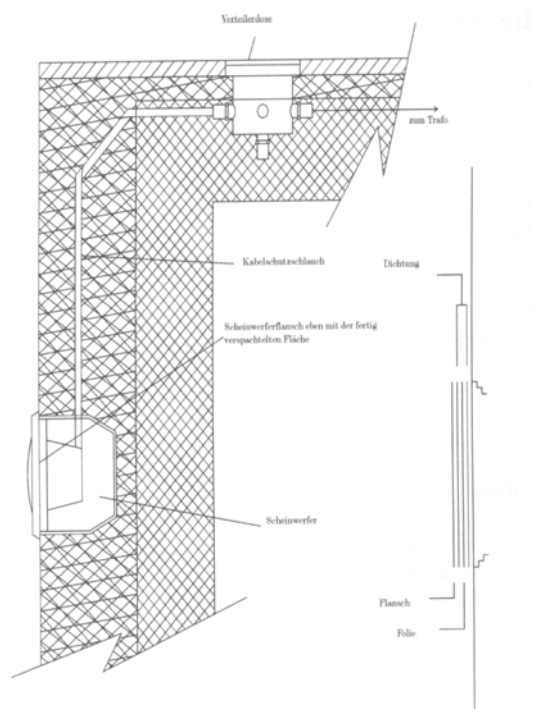 Verteilerdose
zum Trafo
Kabelschutzschlauch
Dichtung
Scheinwerferflansch eben mit der fertig
verspachtelten Fläche
Scheinwerfer
Flansch
Folie